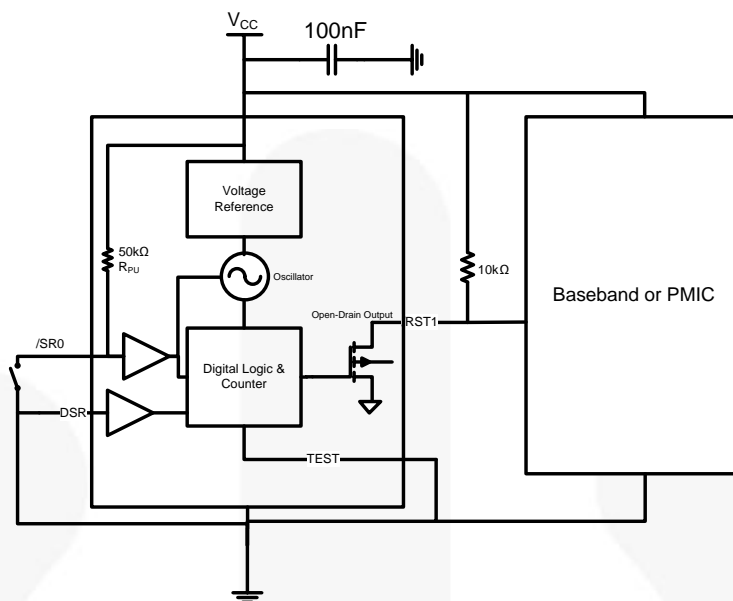 VCC
100nF
Voltage
Reference
50kΩ
RPU
Oscillator
10kΩ
Baseband or PMIC
Open-Drain Output
RST1
/SR0
Digital Logic &
Counter
DSR
TEST